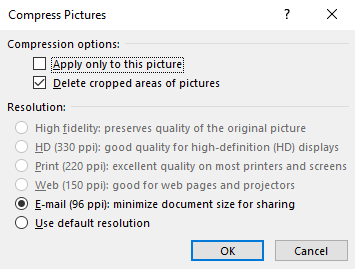 Compress Pictures
Compression options:
Apply only to this picture
Delete cropped areas of pictures
Resolution:
High fidelity: preserves quality of the original picture
HD (330 ppi): good quality for high-definition (HD) displays
Print (220 ppi): excellent quality on most printers and screens
Web (150 ppi): good for web pages and projectors
E-mail (96 ppi): minimize document size for sharing
Use default resolution
OK Cancel